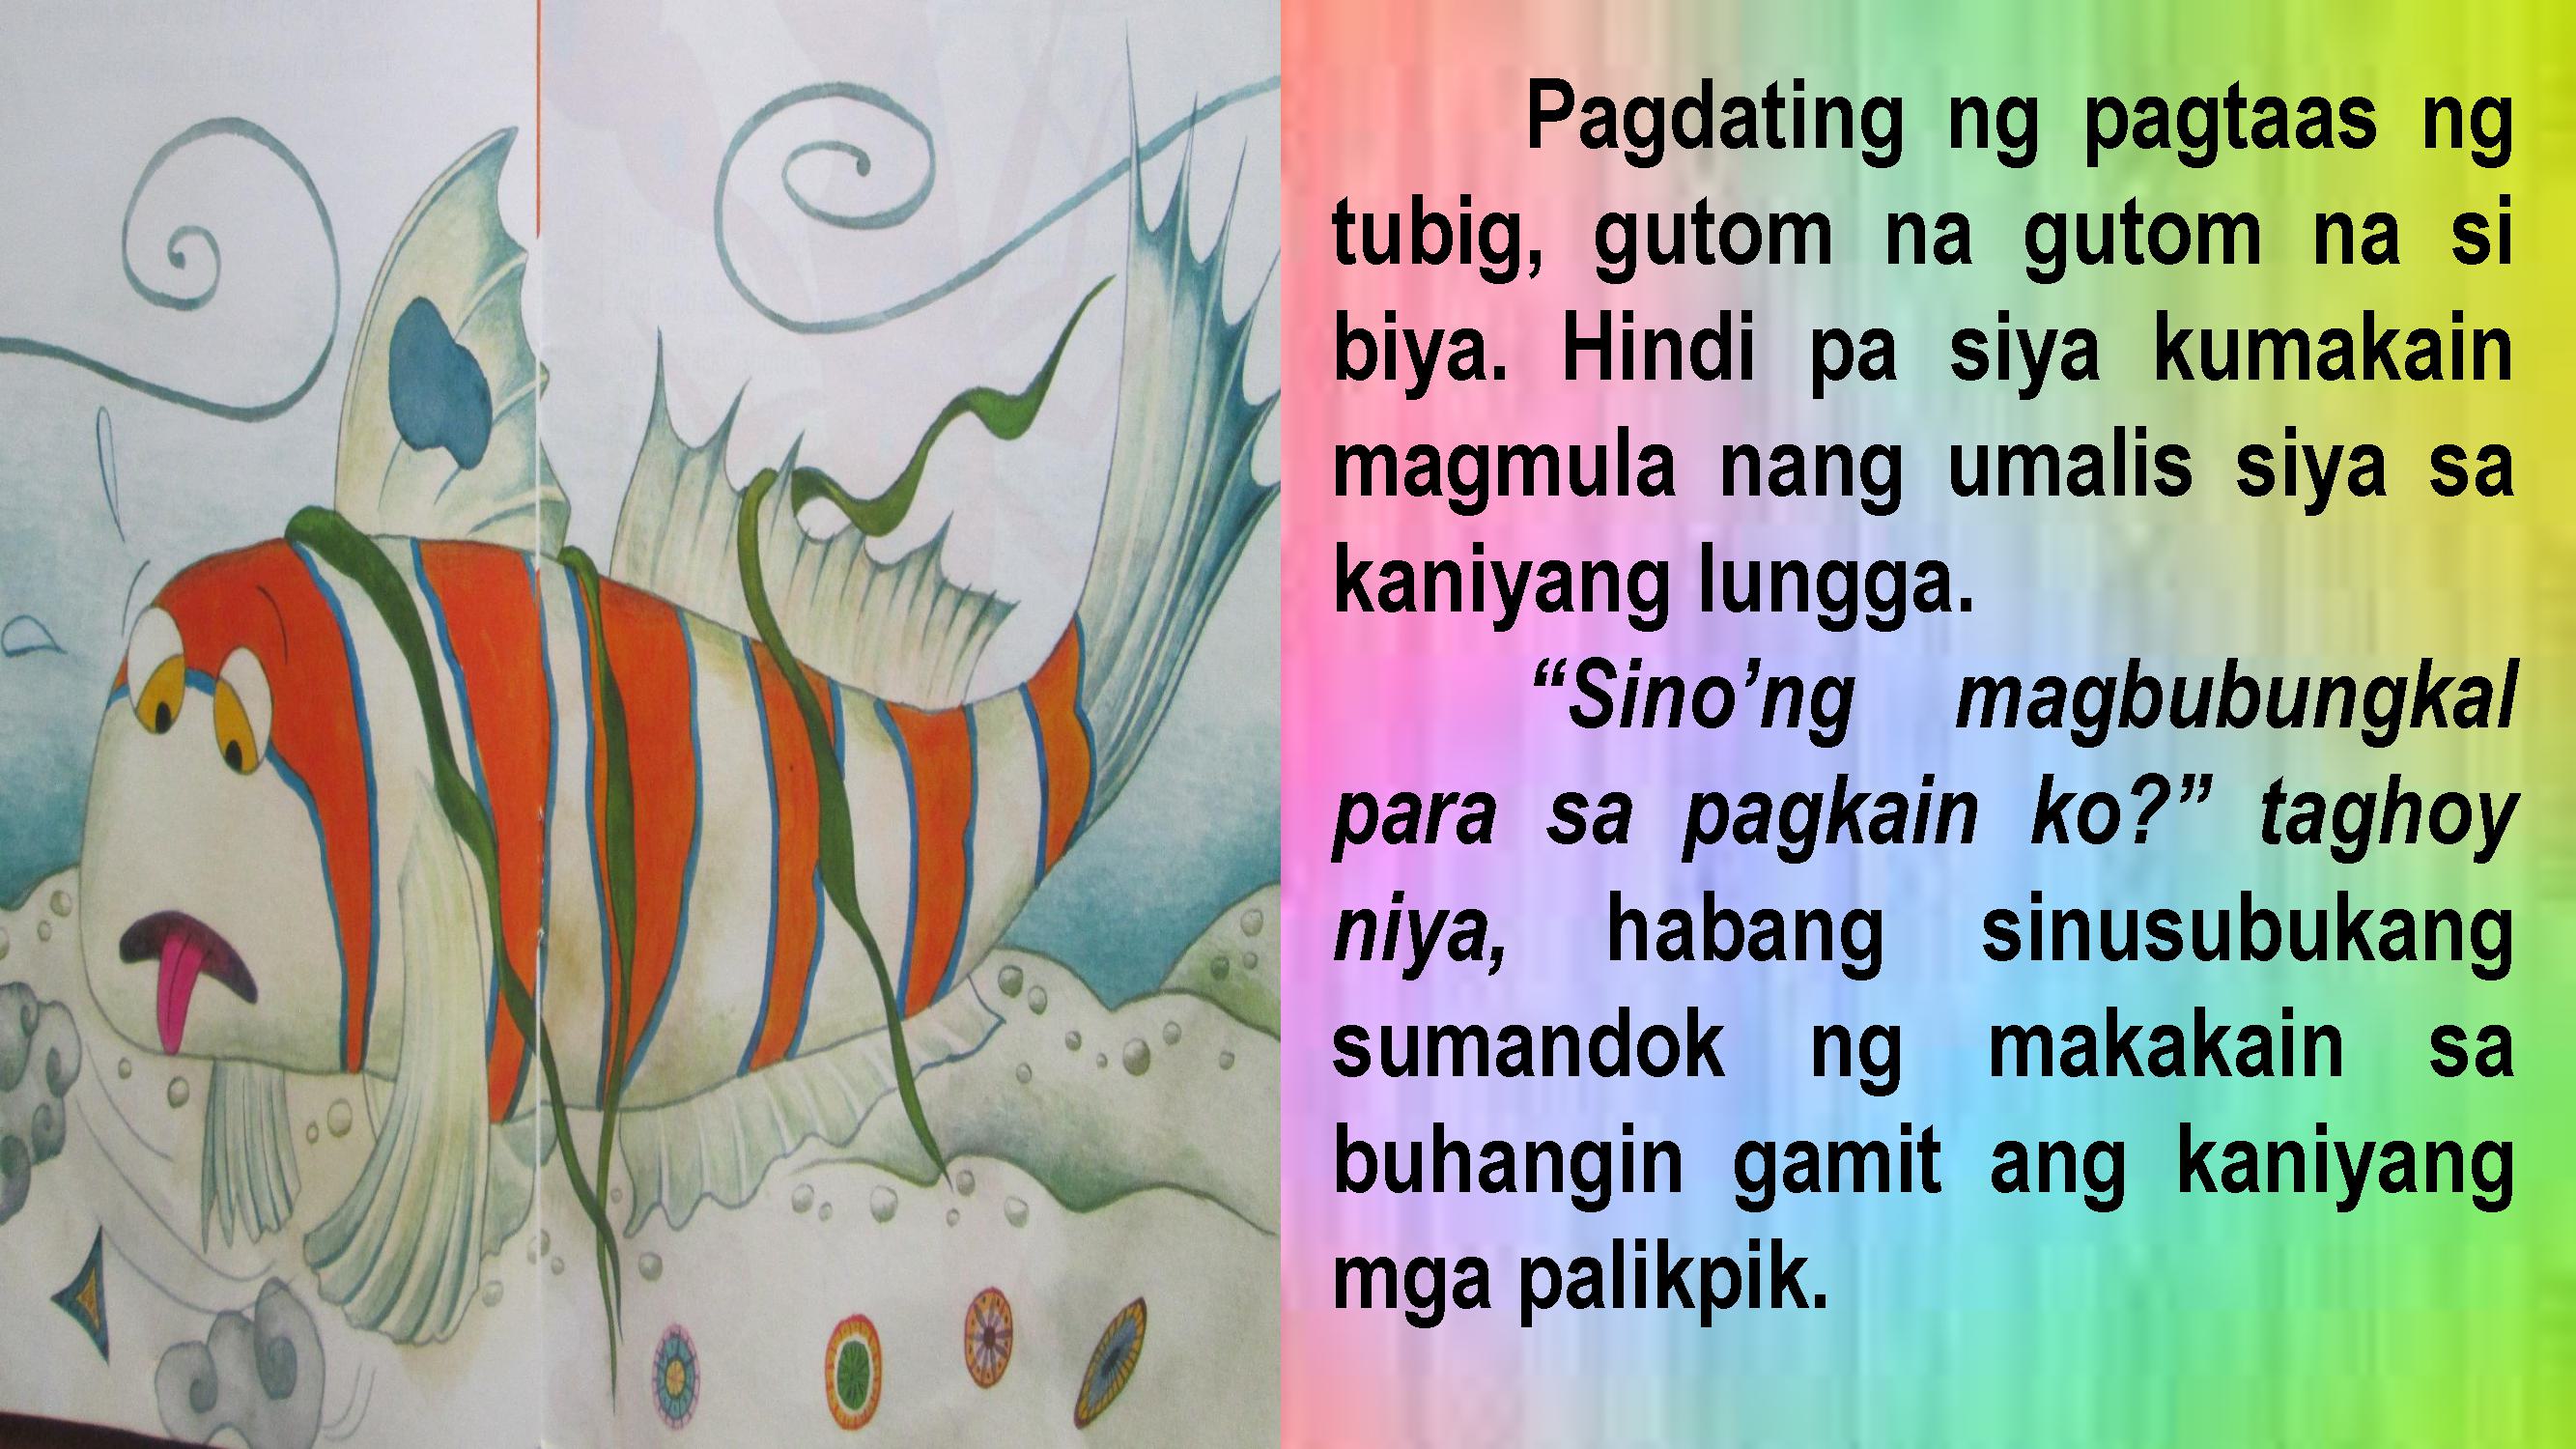 Pagdating ng pagtaas ng
tubig, gutom na gutom na si
biya. Hindi pa siya kumakain
magmula nang umalis siya sa
kaniyang lungga.
“Sino’ng magbubungkal
para sa pagkain ko?” taghoy
niya, habang sinusubukang
sumandok ng makakain sa
buhangin gamit ang kaniyang
mga palikpik.